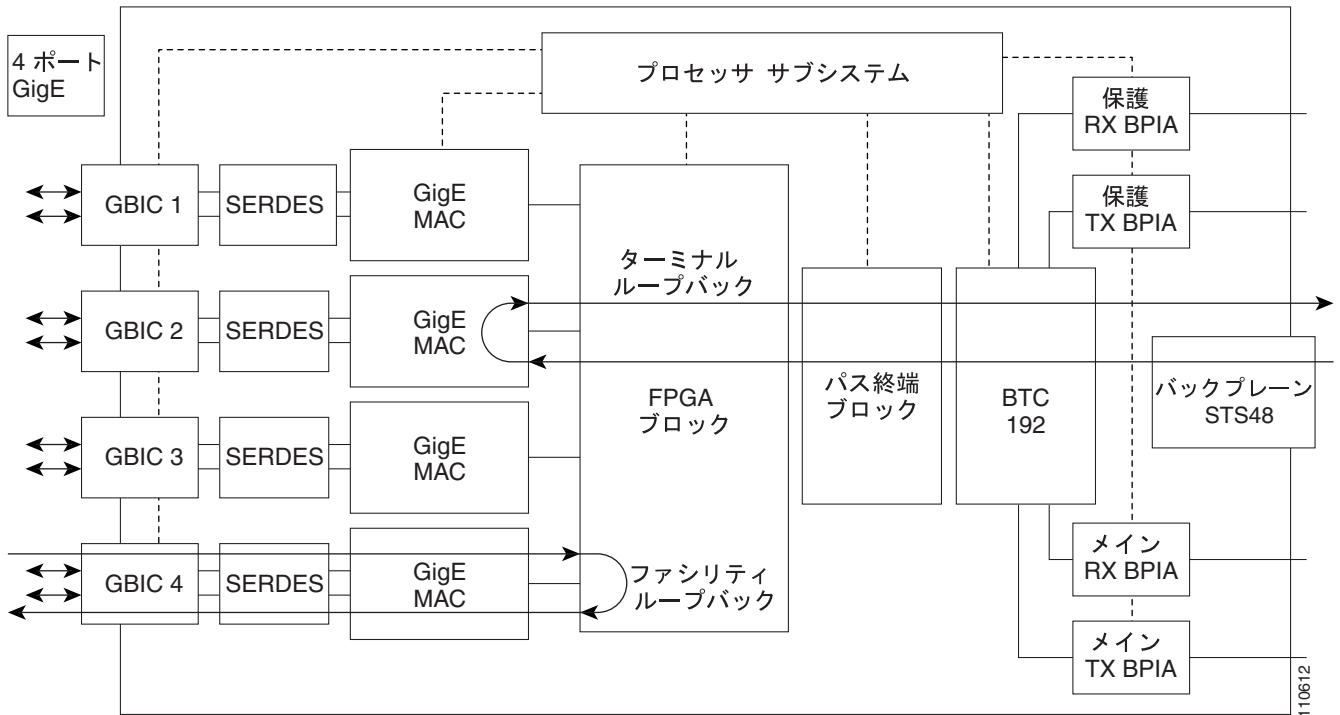 4 ポート
GigE
プロセッサ サブシステム
保護
RX BPIA
保護
TX BPIA
GBIC 1
SERDES
GigE
MAC
ターミナル
ループバック
GBIC 2
SERDES
GigE
MAC
FPGA
ブロック
パス終端
ブロック
BTC
192
バックプレーン
STS48
GBIC 3
SERDES
GigE
MAC
GBIC 4
SERDES
GigE
MAC
ファシリティ
ループバック
メイン
RX BPIA
メイン
TX BPIA
110612